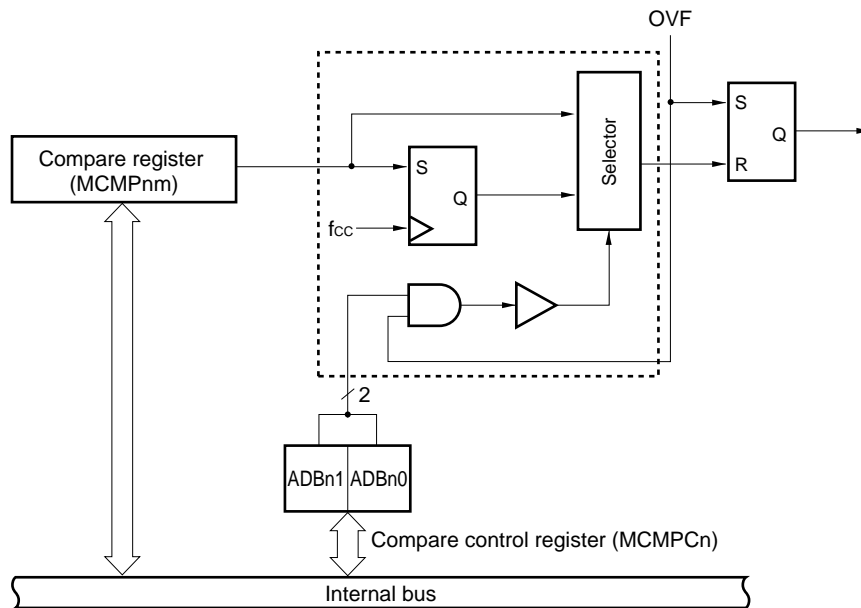 OVF
S
Q
R
Selector
Compare register
(MCMPnm)
S
Q
fCC
2
ADBn1
ADBn0
Compare control register (MCMPCn)
Internal bus